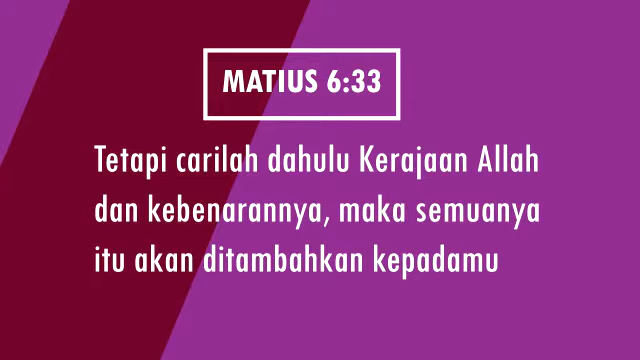 MATIUS 6:33
Tetapi carilah dahulu Kerajaan Allah
dan kebenarannya, maka semuanya
itu akan ditambahkan kepadamu